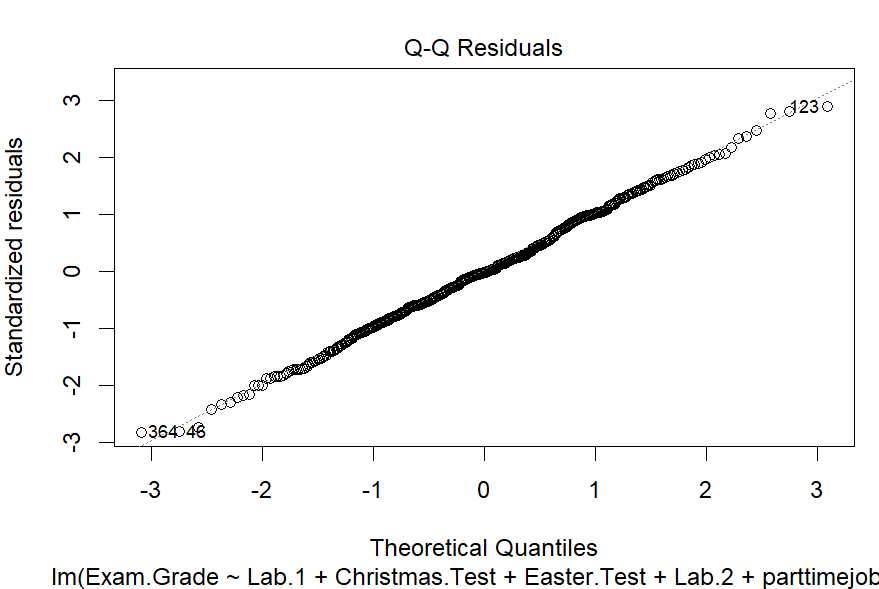 Q-Q Residuals
Standardized residuals
3
2
1
0
-1
-2
-3
123
364 46
-3 -2 -1 0 1 2 3
Theoretical Quantiles
lm(Exam.Grade ~ Lab.1 + Christmas.Test + Easter.Test + Lab.2 + parttimejob